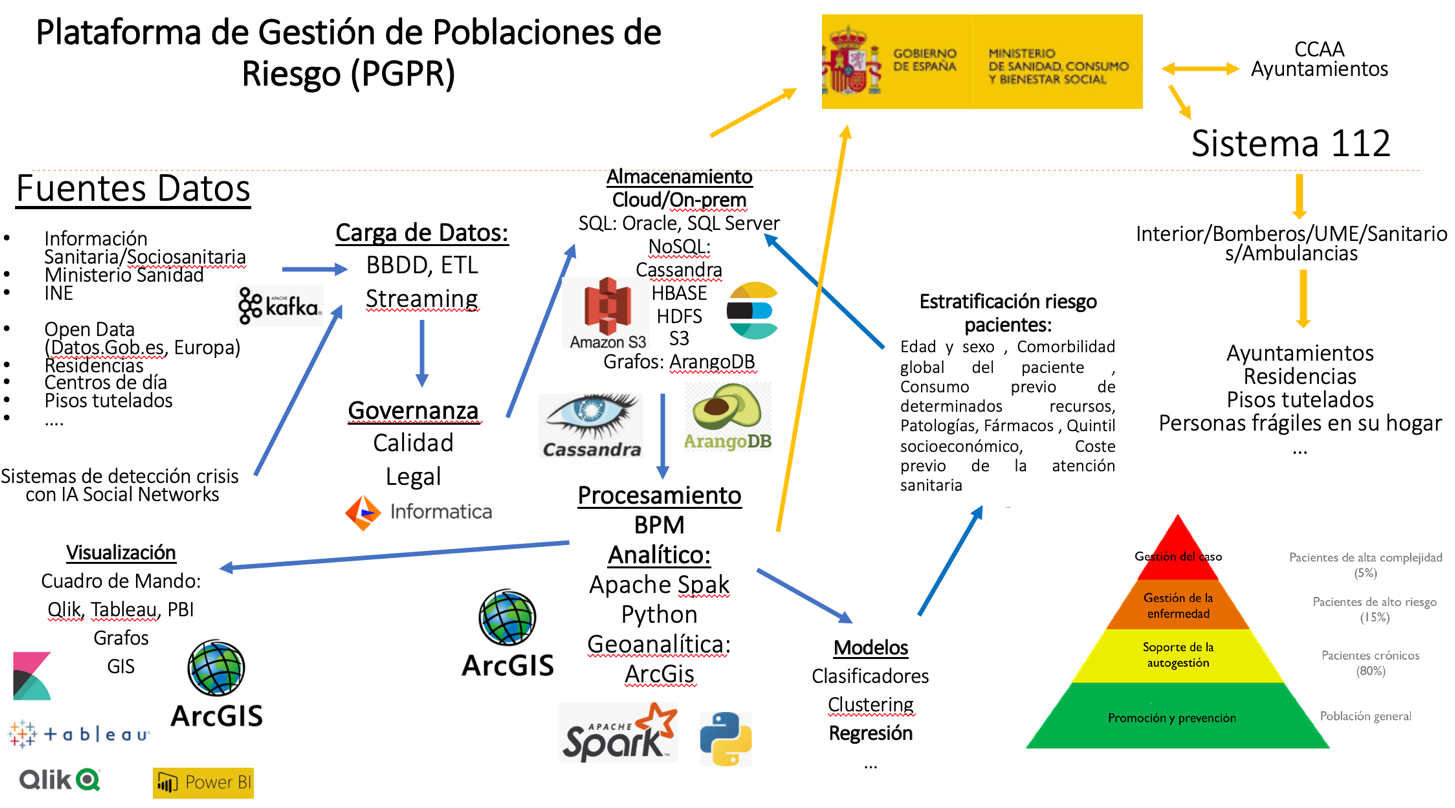 Plataforma de Gestión de Poblaciones de
Riesgo (PGPR)
GOBIERNO
DE ESPAÑA
MINISTERIO
DE SANIDAD, CONSUMO
Y BIENESTAR SOCIAL
CCAA
Ayuntamientos
Sistema 112
Interior/Bomberos/UME/Sanitario
s/Ambulancias
Ayuntamientos
Residencias
Pisos tutelados
Personas frágiles en su hogar
...
Fuentes Datos
• Información
Sanitaria/Sociosanitaria
• Ministerio Sanidad
• INE
• Open Data
(Datos.Gob.es, Europa)
• Residencias
• Centros de día
• Pisos tutelados
• ....
Sistemas de detección crisis
con IA Social Networks
APACHE
kafka
Carga de Datos:
BBDD, ETL
Streaming
Governanza
Calidad
Legal
Informatica
Almacenamiento
Cloud/On-prem
SQL: Oracle, SQL Server
NoSQL:
Cassandra
HBASE
HDFS
S3
Grafos: ArangoDB
Amazon S3
Cassandra
ArangoDB
Procesamiento
BPM
Analítico:
Apache Spak
Python
Geoanalítica:
ArcGis
ArcGIS
APACHE
Spark
Visualización
Cuadro de Mando:
Qlik, Tableau, PBI
Grafos
GIS
ArcGIS
+ a b | e a u
Qlik
Power BI
Modelos
Clasificadores
Clustering
Regresión
...
Estratificación riesgo
pacientes:
Edad y sexo , Comorbilidad
global del paciente ,
Consumo previo de
determinados recursos,
Patologías, Fármacos , Quintil
socioeconómico, Coste
previo de la atención
sanitaria
Gestión del caso
Pacientes de alta complejidad
(5%)
Gestión de la
enfermedad
Pacientes de alto riesgo
(15%)
Soporte de la
autogestión
Pacientes crónicos
(80%)
Promoción y prevención
Población general